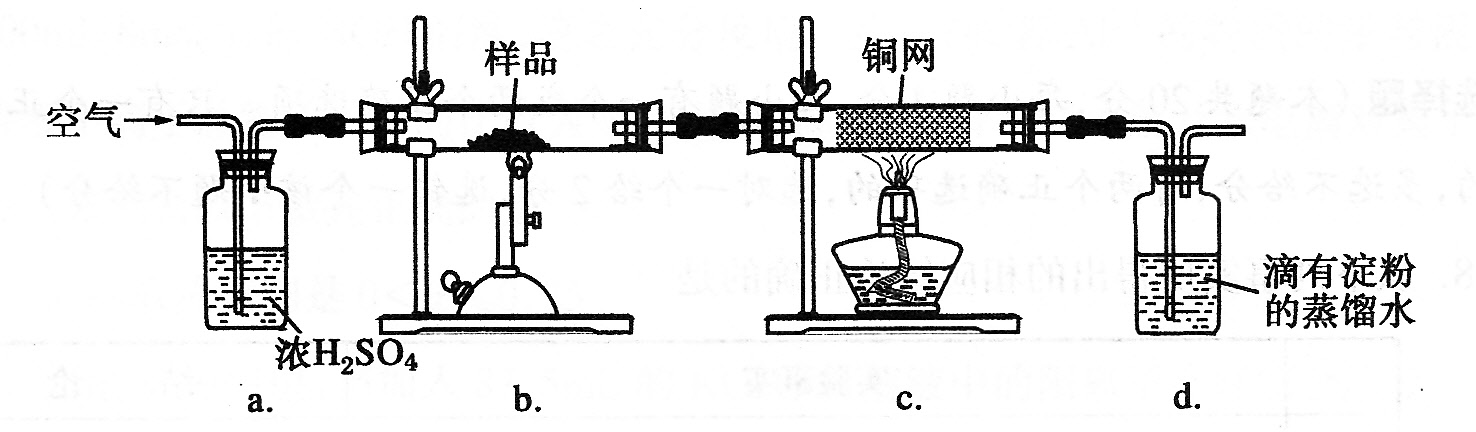 样品
铜网
空气
滴有淀粉
的蒸馏水
浓H₂SO₄
a.
b.
c.
d.